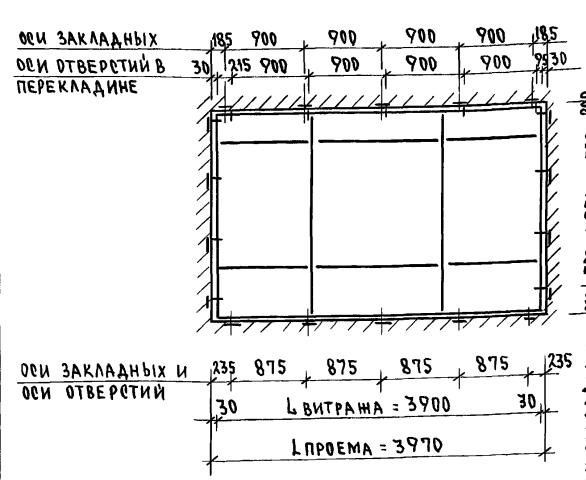 ОСИ ЗАКЛАДНЫХ 185 900 900 900 900 185
ОСИ ОТВЕРСТИЙ В 30 215 900 900 900 900 95 30
ПЕРЕКЛАДИНЕ
ОСИ ЗАКЛАДНЫХ И 235 875 875 875 875 235
ОСИ ОТВЕРСТИЙ
30 L ВИТРАЖА = 3900 30
L ПРОЕМА = 3970